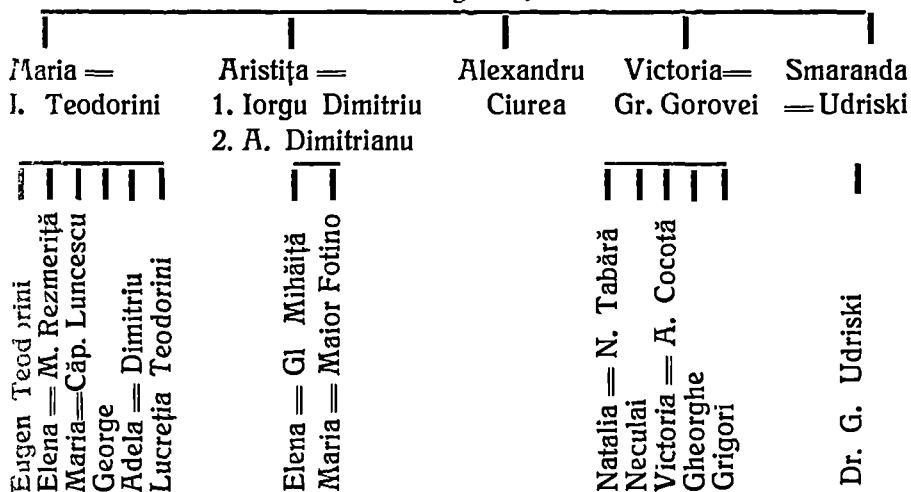 Maria =
I. Teodorini
Aristița =
1. Iorgu Dimitriu
2. A. Dimitrianu
Alexandru
Ciurea
Victoria=
Gr. Gorovei
Smaranda
= Udriski
Eugen Teodorini
Elena = M. Rezmeriță
Maria=Căp. Luncescu
George
Adela = Dimitriu
Lucreția Teodorini
Elena = Gl Mihăiță
Maria = Maior Fotino
Natalia = N. Tabără
Neculai
Victoria = A. Cocotă
Gheorghe
Grigori
Dr. G. Udriski